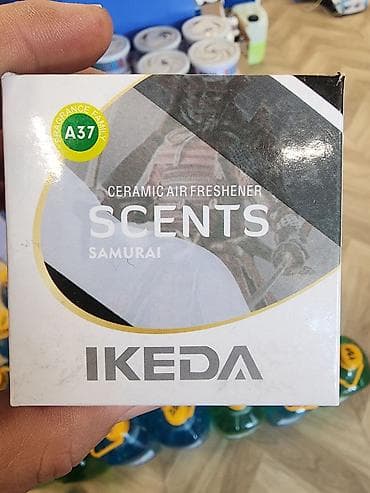 FRAGRANCE FAMILY
A37
CERAMIC AIR FRESHENER
SCENTS
SAMURAI
IKEDA